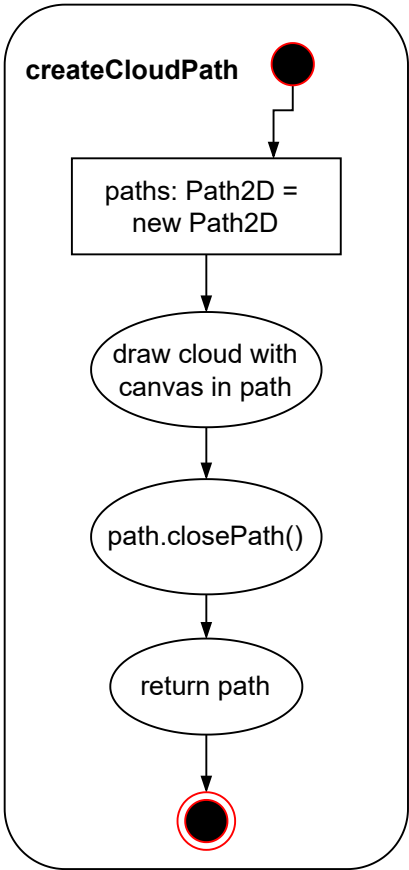 createCloudPath
paths: Path2D =
new Path2D
draw cloud with
canvas in path
path.closePath()
return path